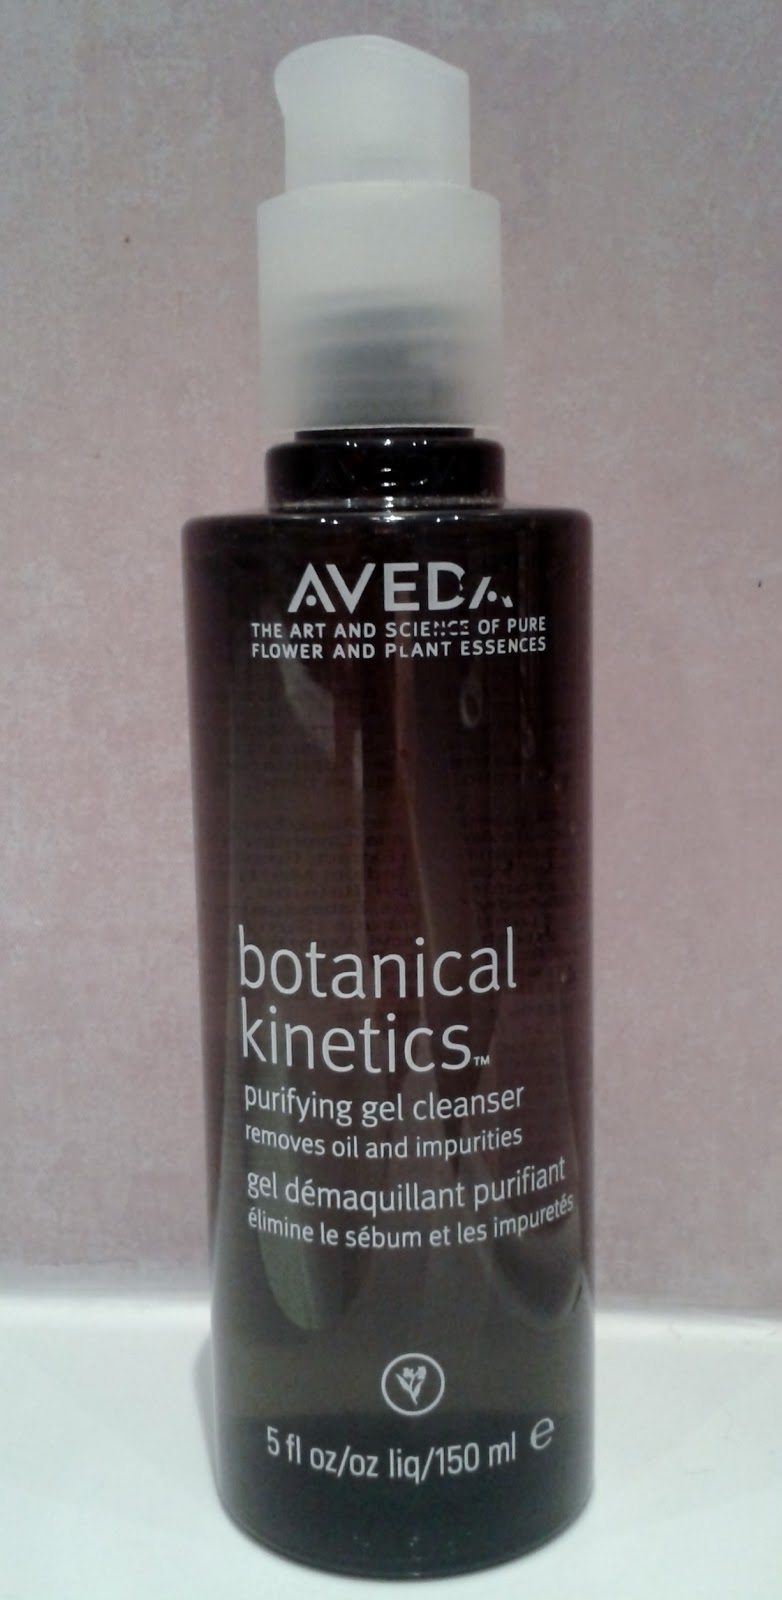 AVEDA
THE ART AND SCIENCE OF PURE
FLOWER AND PLANT ESSENCES
botanical
kinetics™
purifying gel cleanser
removes oil and impurities
gel démaquillant purifiant
élimine le sébum et les impuretés
5 fl oz/oz liq/150 ml ℮